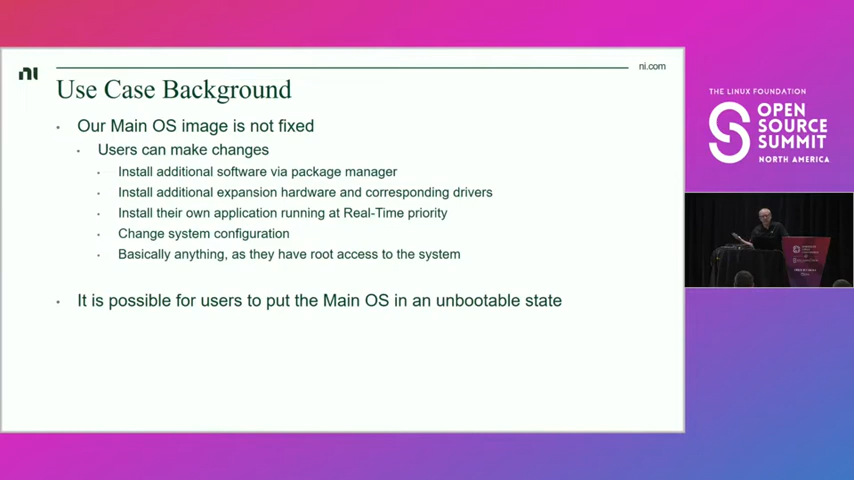 ni
ni.com
Use Case Background
Our Main OS image is not fixed
Users can make changes
Install additional software via package manager
Install additional expansion hardware and corresponding drivers
Install their own application running at Real-Time priority
Change system configuration
Basically anything, as they have root access to the system
It is possible for users to put the Main OS in an unbootable state
THE LINUX FOUNDATION
OPEN
SOURCE
SUMMIT
NORTH AMERICA